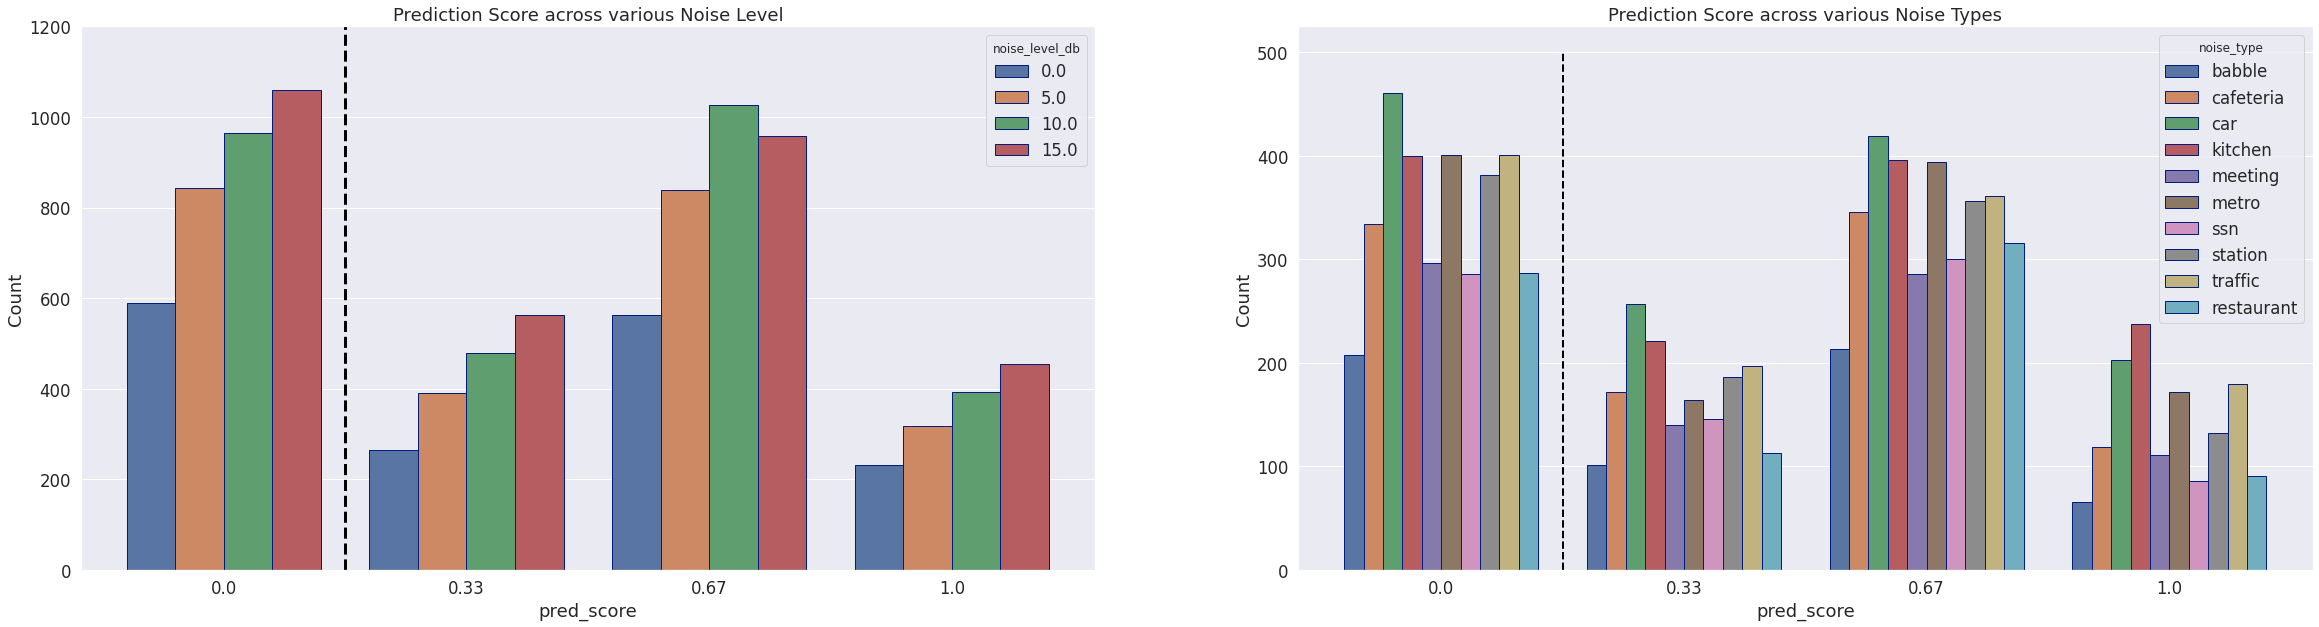 Prediction Score across various Noise Level
1200
1000
800
600
400
200
0
Count
0.0
0.33
0.67
1.0
pred_score
noise_level_db
0.0
5.0
10.0
15.0
Prediction Score across various Noise Types
500
400
300
200
100
0
Count
0.0
0.33
0.67
1.0
pred_score
noise_type
babble
cafeteria
car
kitchen
meeting
metro
ssn
station
traffic
restaurant